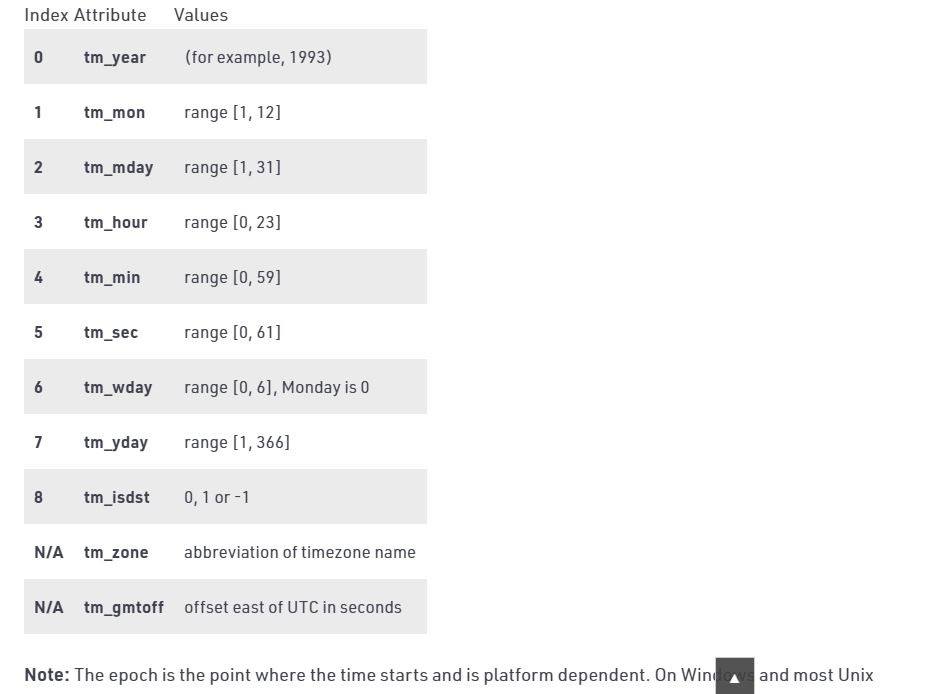 Index Attribute Values
0 tm_year (for example, 1993)
1 tm_mon range [1, 12]
2 tm_mday range [1, 31]
3 tm_hour range [0, 23]
4 tm_min range [0, 59]
5 tm_sec range [0, 61]
6 tm_wday range [0, 6], Monday is 0
7 tm_yday range [1, 366]
8 tm_isdst 0, 1 or -1
N/A tm_zone abbreviation of timezone name
N/A tm_gmtoff offset east of UTC in seconds
Note: The epoch is the point where the time starts and is platform dependent. On Windows and most Unix